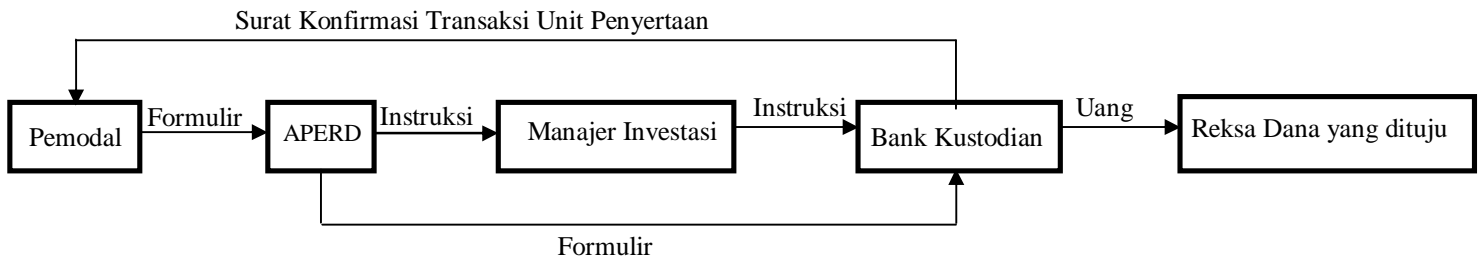 Surat Konfirmasi Transaksi Unit Penyertaan
Pemodal
Formulir
APERD
Instruksi
Manajer Investasi
Instruksi
Bank Kustodian
Uang
Reksa Dana yang dituju
Formulir